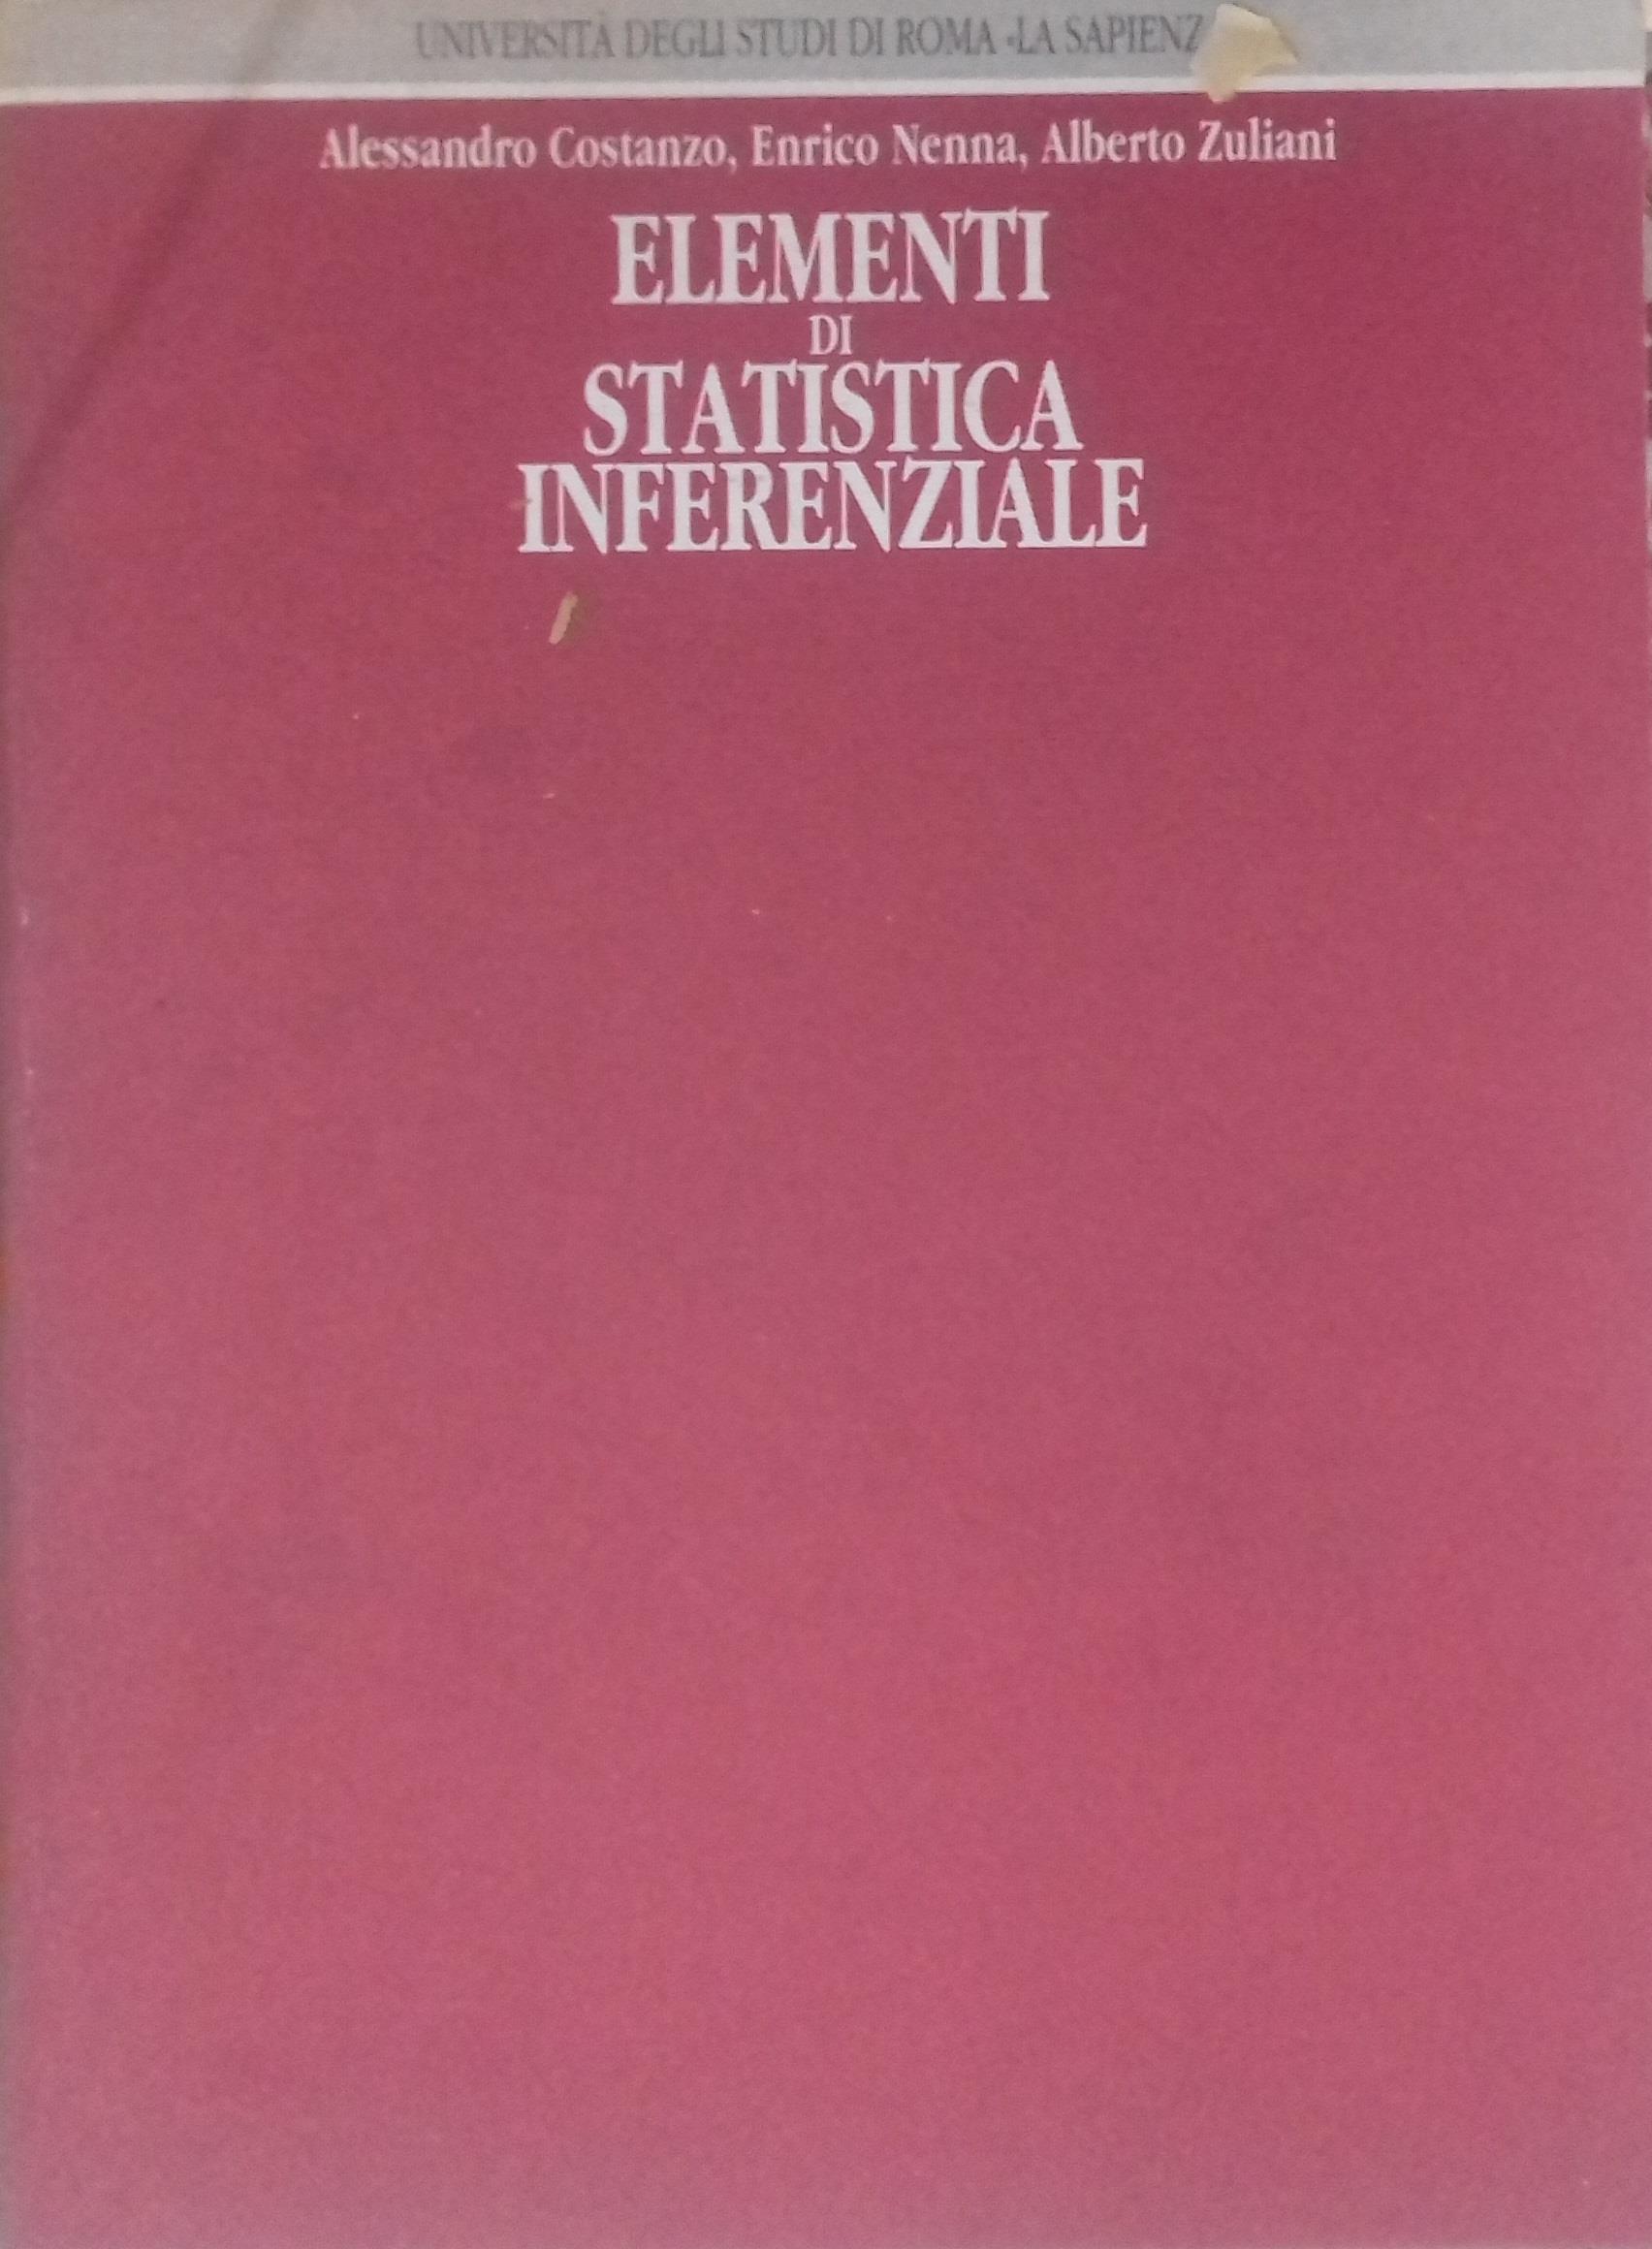 UNIVERSITÀ DEGLI STUDI DI ROMA «LA SAPIENZ
Alessandro Costanzo, Enrico Nenna, Alberto Zuliani
ELEMENTI
DI
STATISTICA
INFERENZIALE